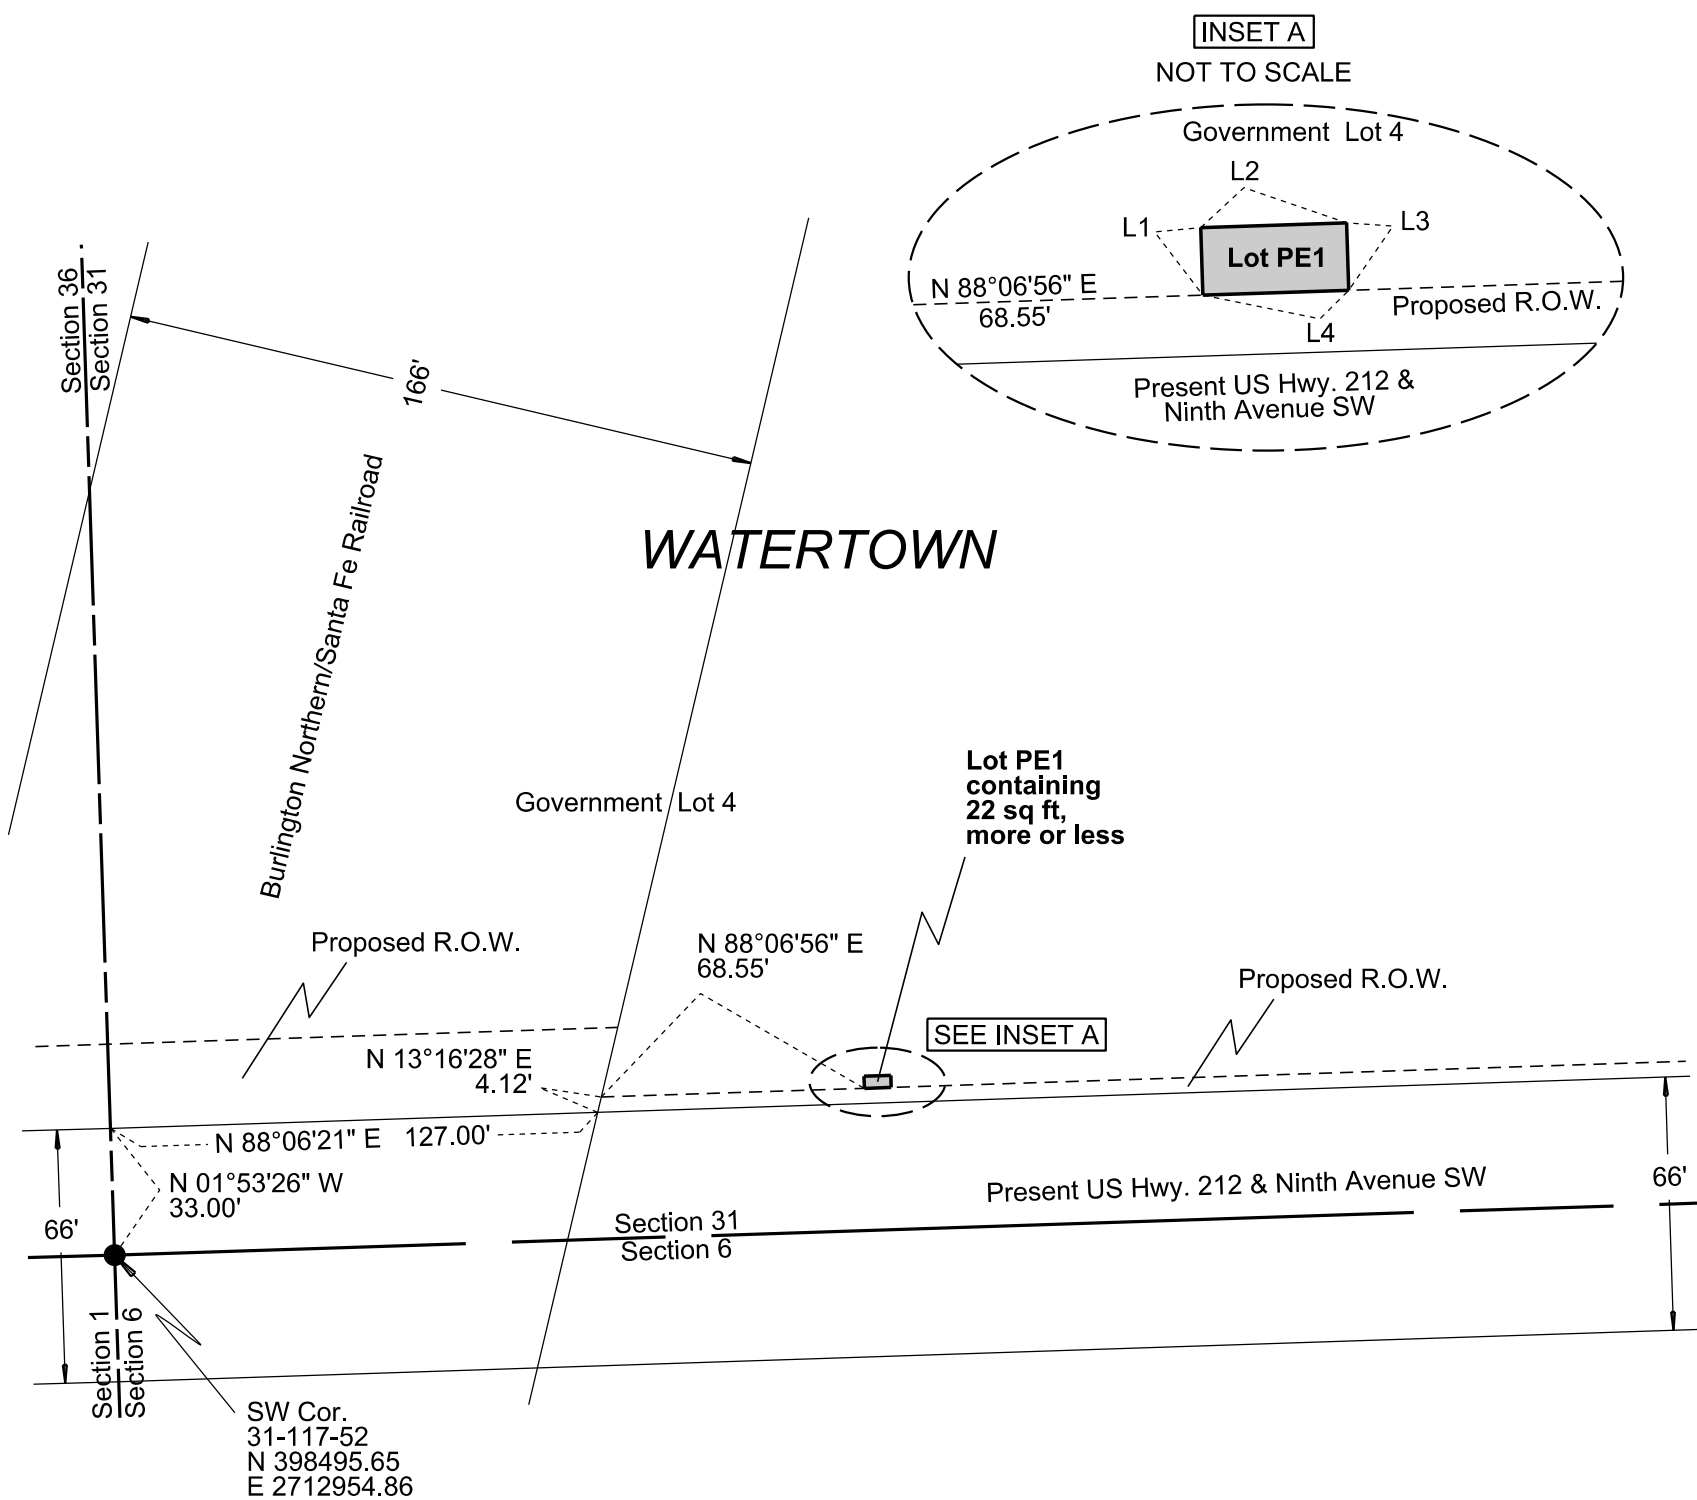 INSET A
NOT TO SCALE
Government Lot 4
L2
L1
L3
Lot PE1
N 88°06'56" E
68.55'
Proposed R.O.W.
L4
Present US Hwy. 212 &
Ninth Avenue SW
Section 36
Section 31
166'
Burlington Northern/Santa Fe Railroad
WATERTOWN
Lot PE1
containing
22 sq ft,
more or less
Government Lot 4
Proposed R.O.W.
N 88°06'56" E
68.55'
Proposed R.O.W.
SEE INSET A
N 13°16'28" E
4.12'
N 88°06'21" E 127.00'
N 01°53'26" W
33.00'
66'
Present US Hwy. 212 & Ninth Avenue SW
66'
Section 31
Section 6
Section 1
Section 6
SW Cor.
31-117-52
N 398495.65
E 2712954.86